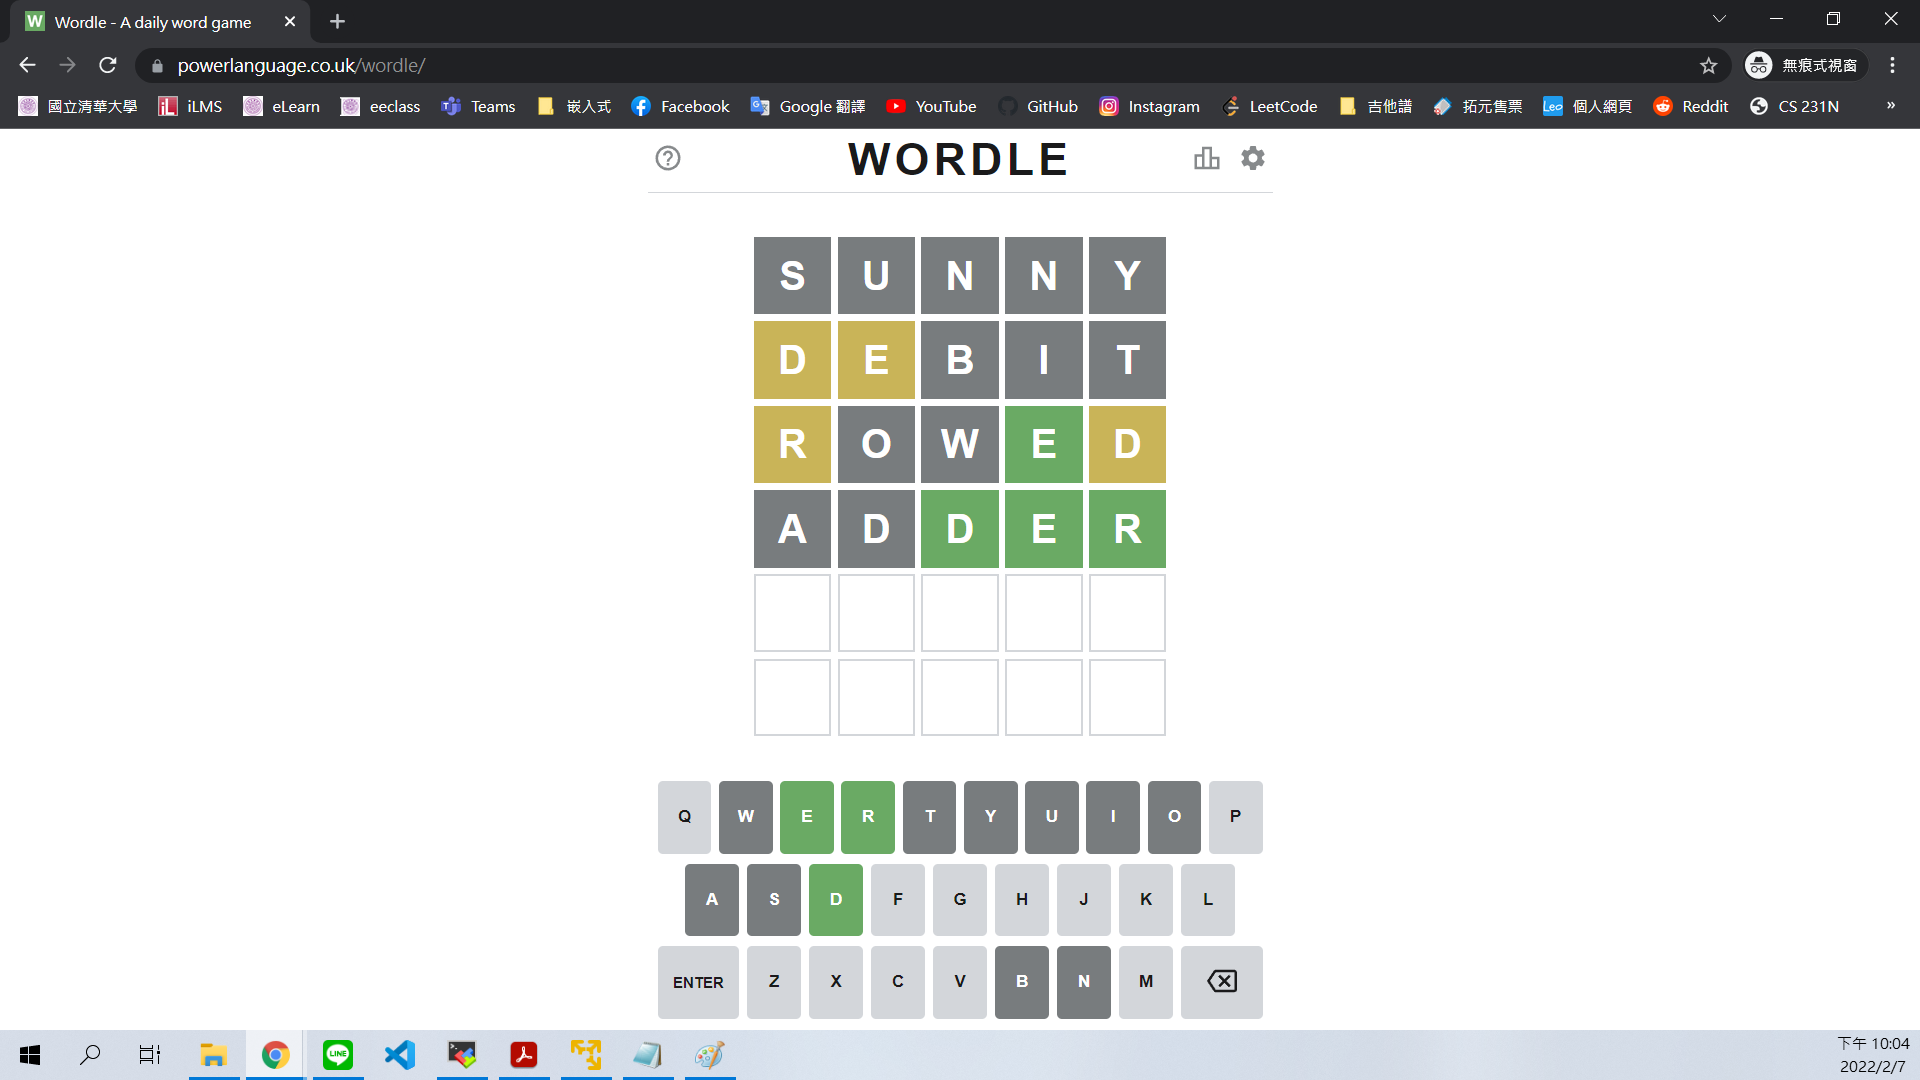 Wordle - A daily word game
powerlanguage.co.uk/wordle/
無痕式視窗
國立清華大學 iLMS eLearn eeclass Teams 嵌入式 Facebook Google 翻譯 YouTube GitHub Instagram LeetCode 吉他譜 拓元售票 Leo 個人網頁 Reddit CS 231N »
WORDLE
S U N N Y
D E B I T
R O W E D
A D D E R
Q W E R T Y U I O P
A S D F G H J K L
ENTER Z X C V B N M
LINE
下午 10:04
2022/2/7